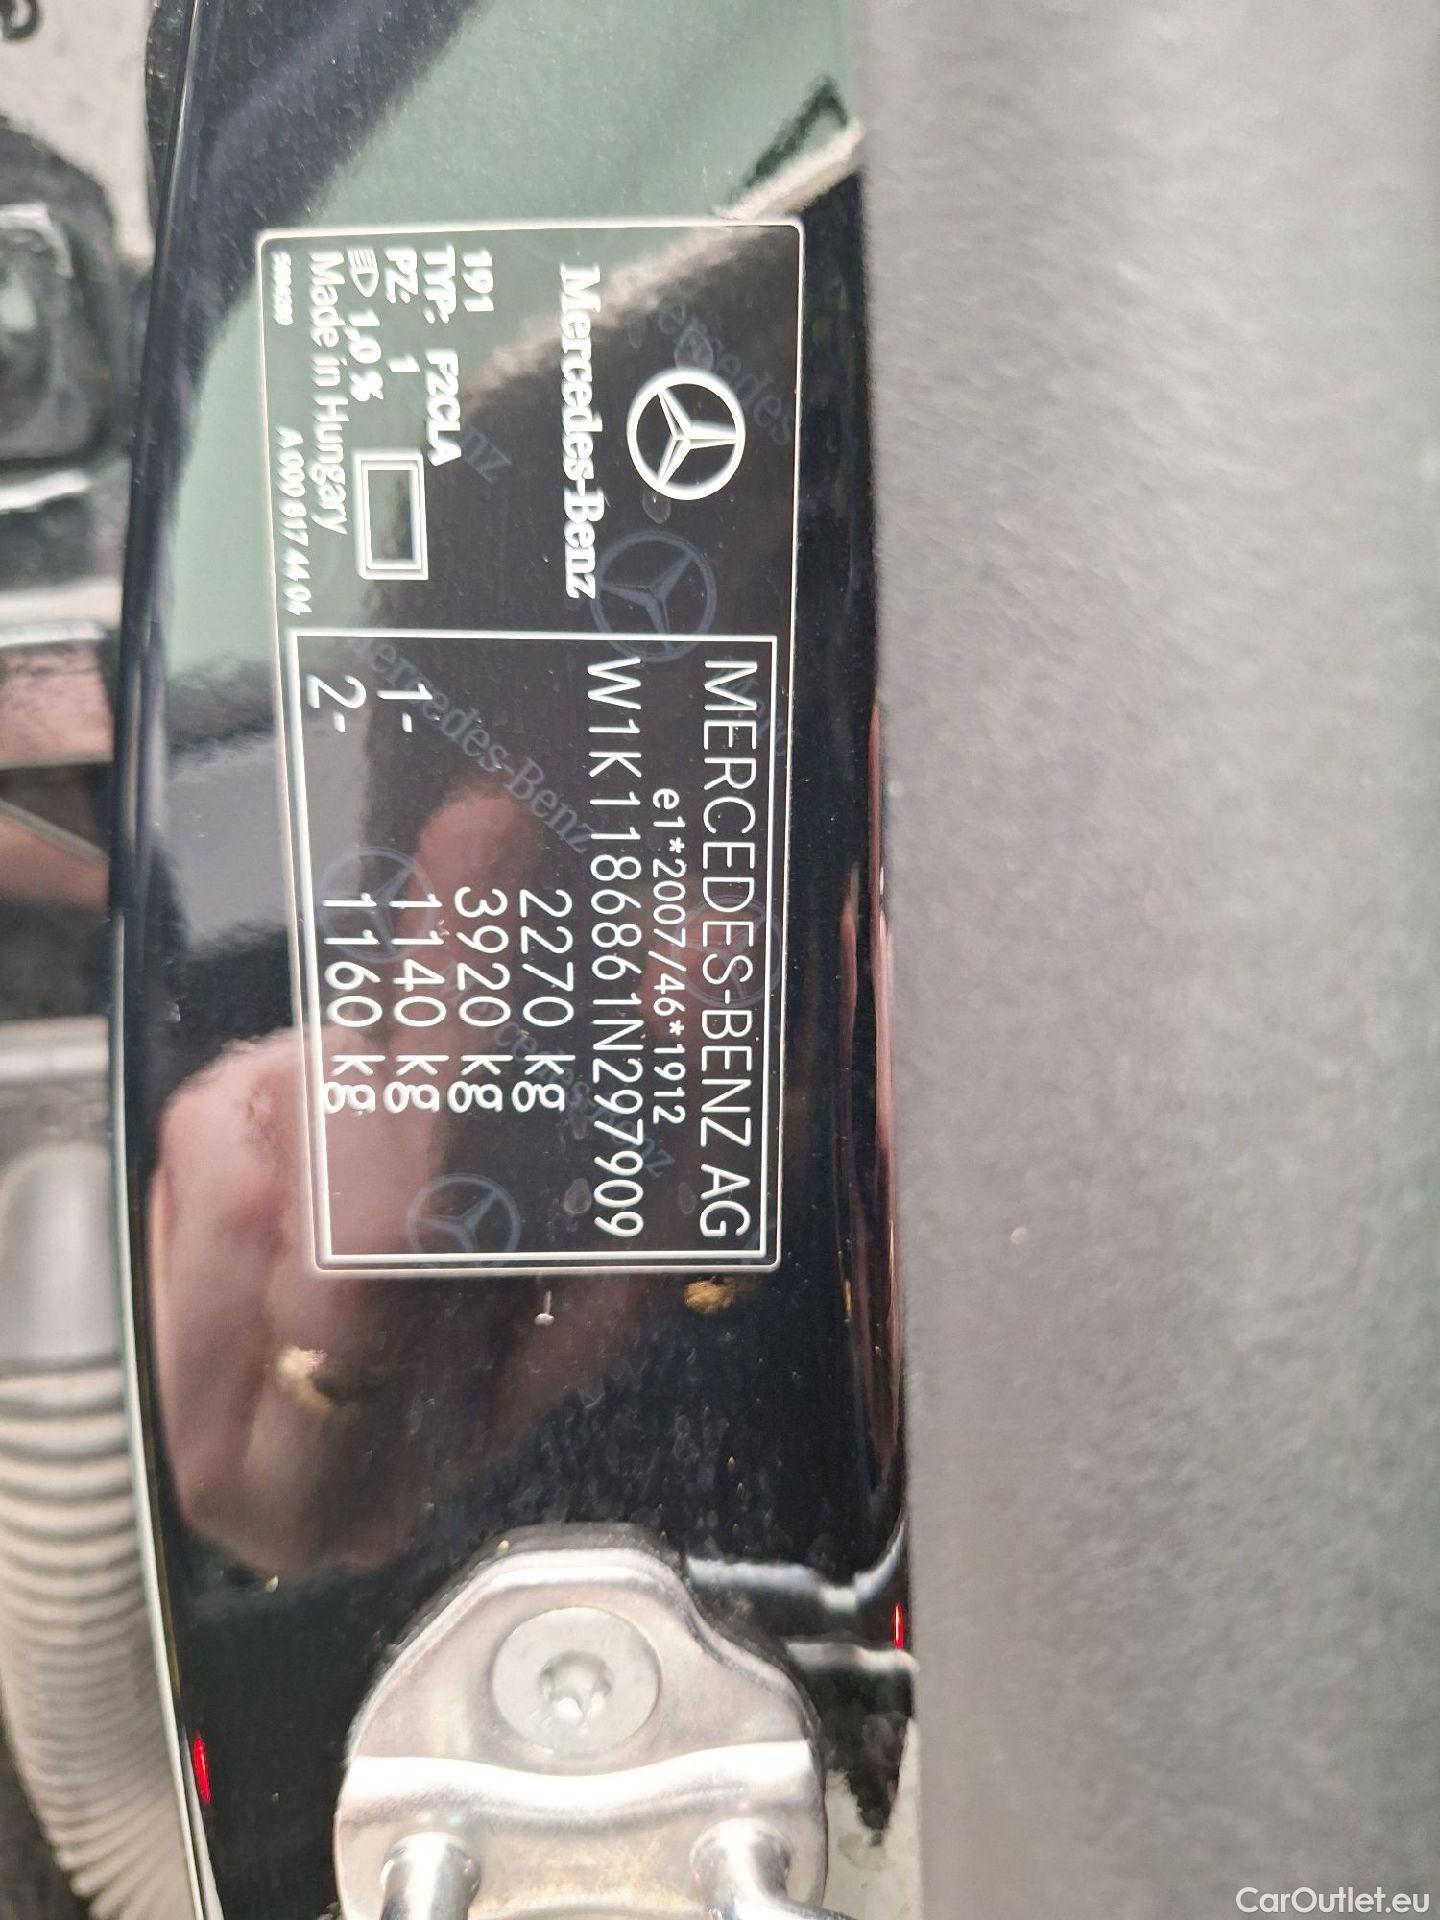 Mercedes-Benz
191
TYP: F2CLA
PZ: 1
1,0 %
Made in Hungary
A 000 817 44 04
MERCEDES-BENZ AG
e1*2007/46*1912
W1K1186861N297909
2270 kg
3920 kg
1- 1140 kg
2- 1160 kg
CarOutlet.eu